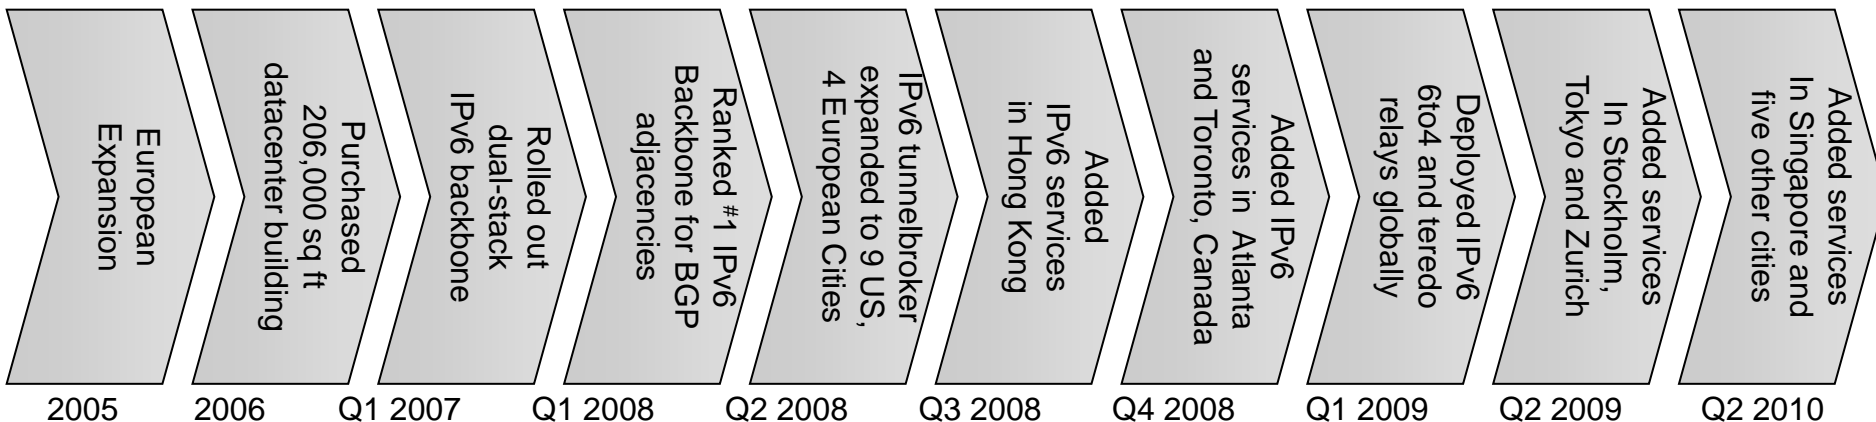 European
Expansion
2005
Purchased
206,000 sq ft
datacenter building
2006
Rolled out
dual-stack
IPv6 backbone
Q1 2007
Ranked #1 IPv6
Backbone for BGP
adjacencies
Q1 2008
IPv6 tunnelbroker
expanded to 9 US,
4 European Cities
Q2 2008
Added
IPv6 services
in Hong Kong
Q3 2008
Added IPv6
services in Atlanta
and Toronto, Canada
Q4 2008
Deployed IPv6
6to4 and teredo
relays globally
Q1 2009
Added services
In Stockholm,
Tokyo and Zurich
Q2 2009
Added services
In Singapore and
five other cities
Q2 2010